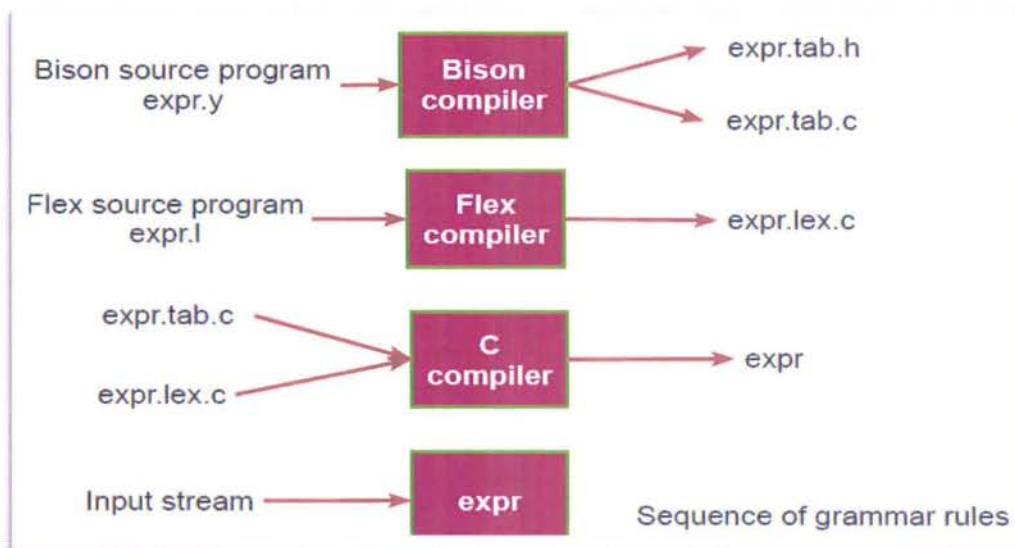 Bison source program
expr.y
Bison
compiler
expr.tab.h
expr.tab.c
Flex source program
expr.l
Flex
compiler
expr.lex.c
expr.tab.c
expr.lex.c
C
compiler
expr
Input stream
expr
Sequence of grammar rules